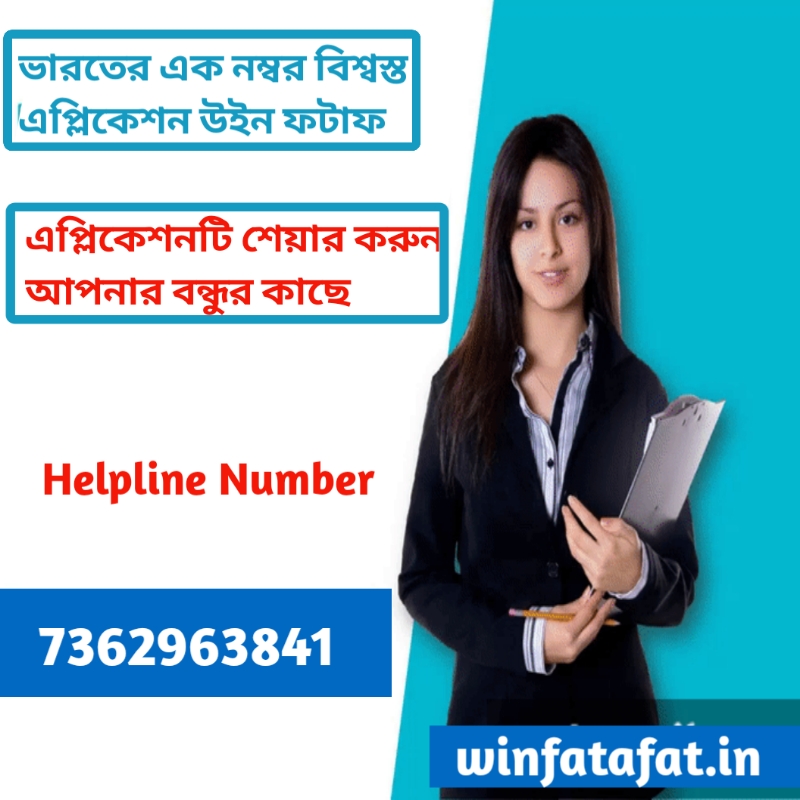 ভারতের এক নম্বর বিশ্বস্ত
এপ্লিকেশন উইন ফটাফ
এপ্লিকেশনটি শেয়ার করুন
আপনার বন্ধুর কাছে
Helpline Number
7362963841
winfatafat.in